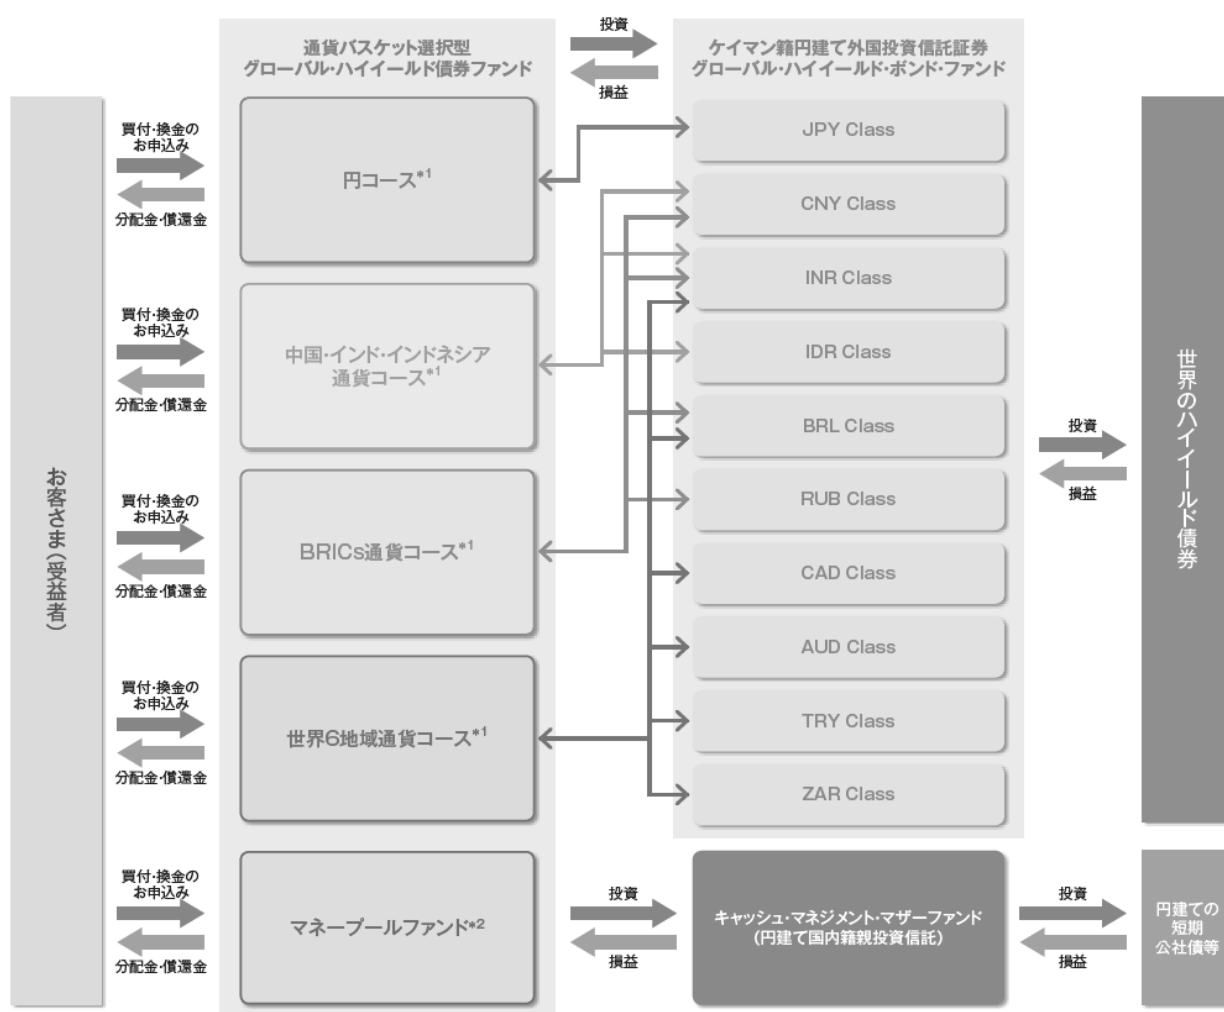 通貨バスケット選択型
グローバル・ハイイールド債券ファンド
投資
損益
ケイマン籍円建て外国投資信託証券
グローバル・ハイイールド・ボンド・ファンド
お客さま（受益者）
買付・換金の
お申込み
分配金・償還金
円コース*1
買付・換金の
お申込み
分配金・償還金
中国・インド・インドネシア
通貨コース*1
買付・換金の
お申込み
分配金・償還金
BRICs通貨コース*1
買付・換金の
お申込み
分配金・償還金
世界6地域通貨コース*1
買付・換金の
お申込み
分配金・償還金
マネープールファンド*2
JPY Class
CNY Class
INR Class
IDR Class
BRL Class
RUB Class
CAD Class
AUD Class
TRY Class
ZAR Class
投資
損益
世界のハイイールド債券
投資
損益
キャッシュ・マネジメント・マザーファンド
（円建て国内籍親投資信託）
投資
損益
円建ての
短期
公社債等